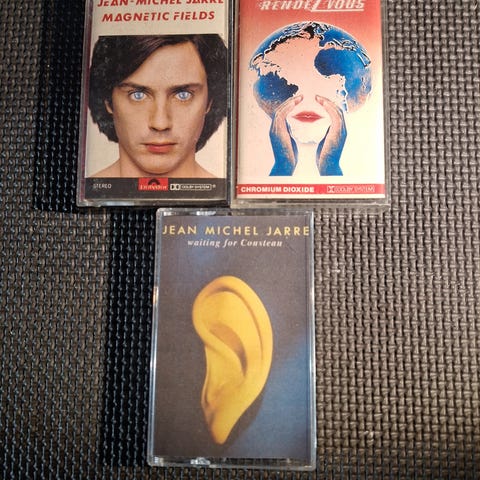 JEAN-MICHEL JARRE
MAGNETIC FIELDS
STEREO
Polydor
DOLBY SYSTEM
RENDEZ-VOUS
CHROMIUM DIOXIDE
DOLBY SYSTEM
JEAN MICHEL JARRE
waiting for Cousteau